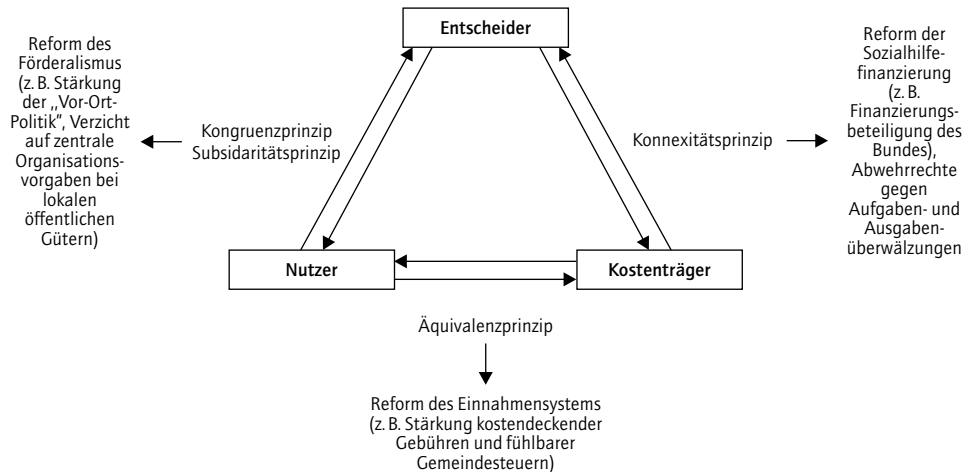 Entscheider
Reform des
Förderalismus
(z. B. Stärkung
der „Vor-Ort-
Politik", Verzicht
auf zentrale
Organisations-
vorgaben bei
lokalen
öffentlichen
Gütern)
Kongruenzprinzip
Subsidaritätsprinzip
Konnexitätsprinzip
Reform der
Sozialhilfe-
finanzierung
(z. B.
Finanzierungs-
beteiligung des
Bundes),
Abwehrrechte
gegen
Aufgaben- und
Ausgaben-
überwälzungen
Nutzer
Kostenträger
Äquivalenzprinzip
Reform des Einnahmensystems
(z. B. Stärkung kostendeckender
Gebühren und fühlbarer
Gemeindesteuern)